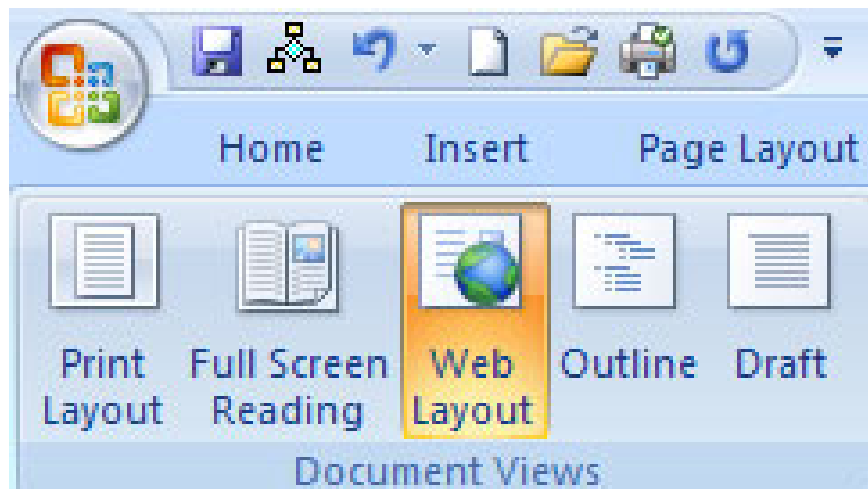 Home Insert Page Layout
Print Layout
Full Screen Reading
Web Layout
Outline
Draft
Document Views